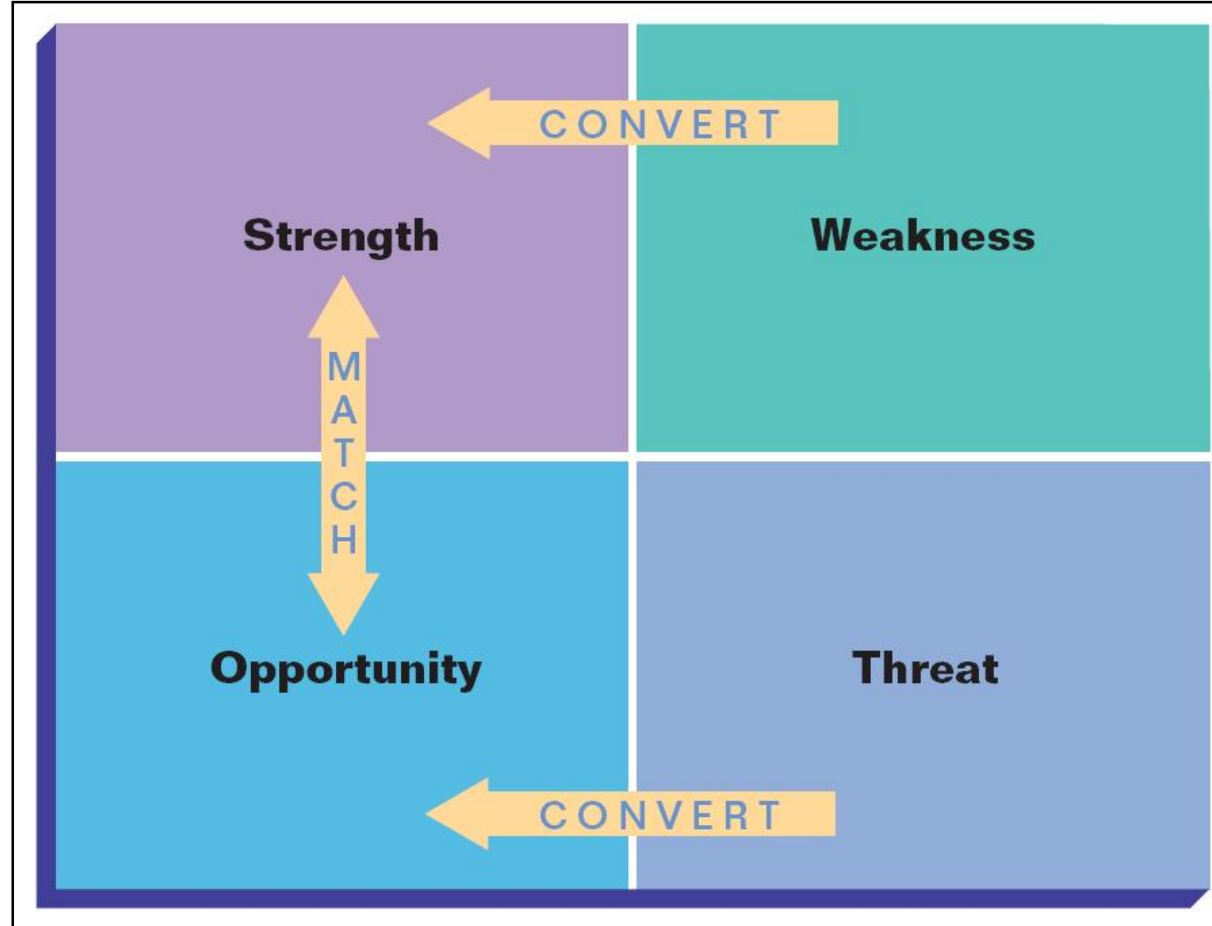 CONVERT
Strength
Weakness
MATCH
Opportunity
Threat
CONVERT